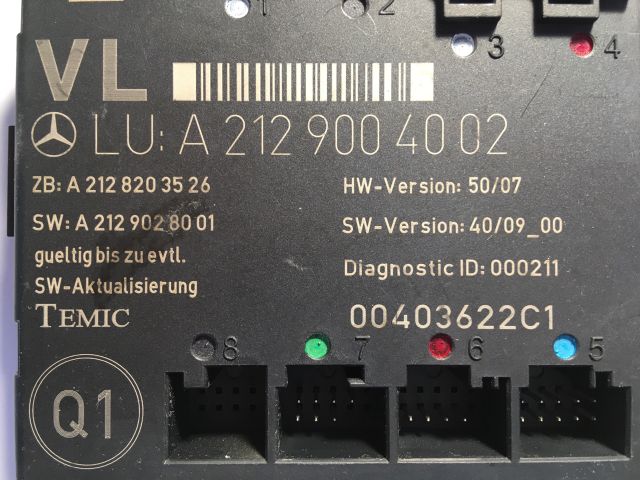 1 2
3 4
VL
LU: A 212 900 40 02
ZB: A 212 820 35 26
HW-Version: 50/07
SW: A 212 902 80 01
SW-Version: 40/09_00
gueltig bis zu evtl.
SW-Aktualisierung
Diagnostic ID: 000211
TEMIC
00403622C1
8 7 6 5
Q1